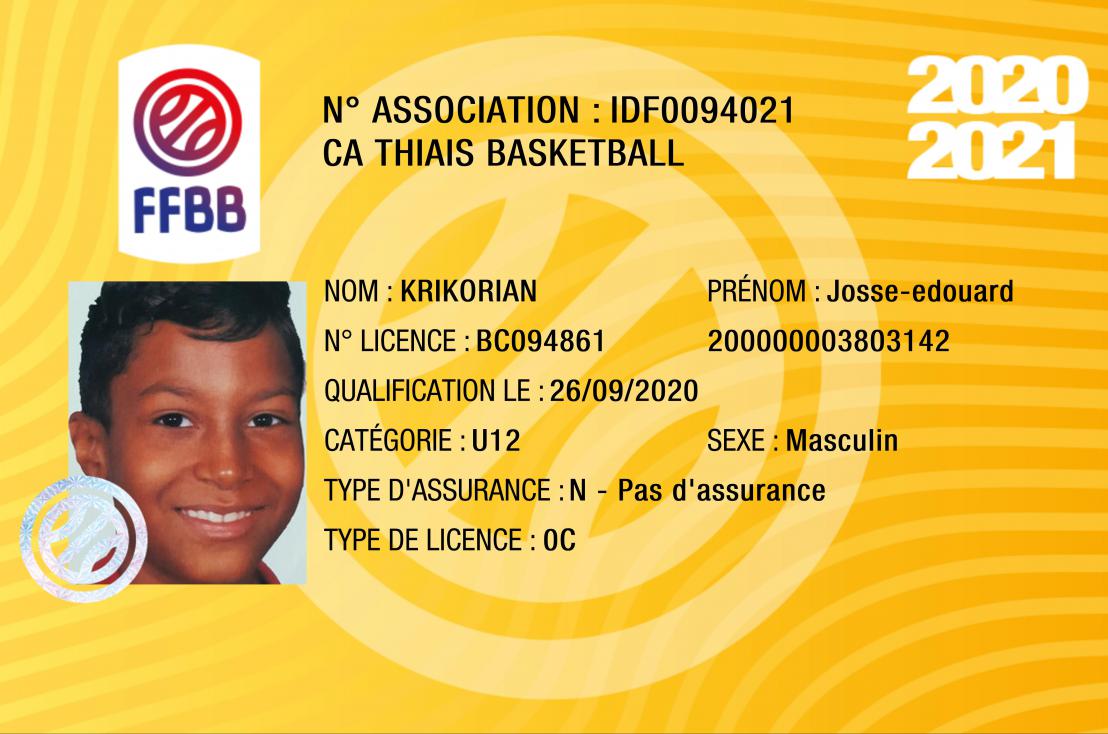 FFBB
N° ASSOCIATION : IDF0094021
CA THIAIS BASKETBALL
2020
2021
NOM : KRIKORIAN PRÉNOM : Josse-edouard
N° LICENCE : BC094861 200000003803142
QUALIFICATION LE : 26/09/2020
CATÉGORIE : U12 SEXE : Masculin
TYPE D'ASSURANCE : N - Pas d'assurance
TYPE DE LICENCE : 0C